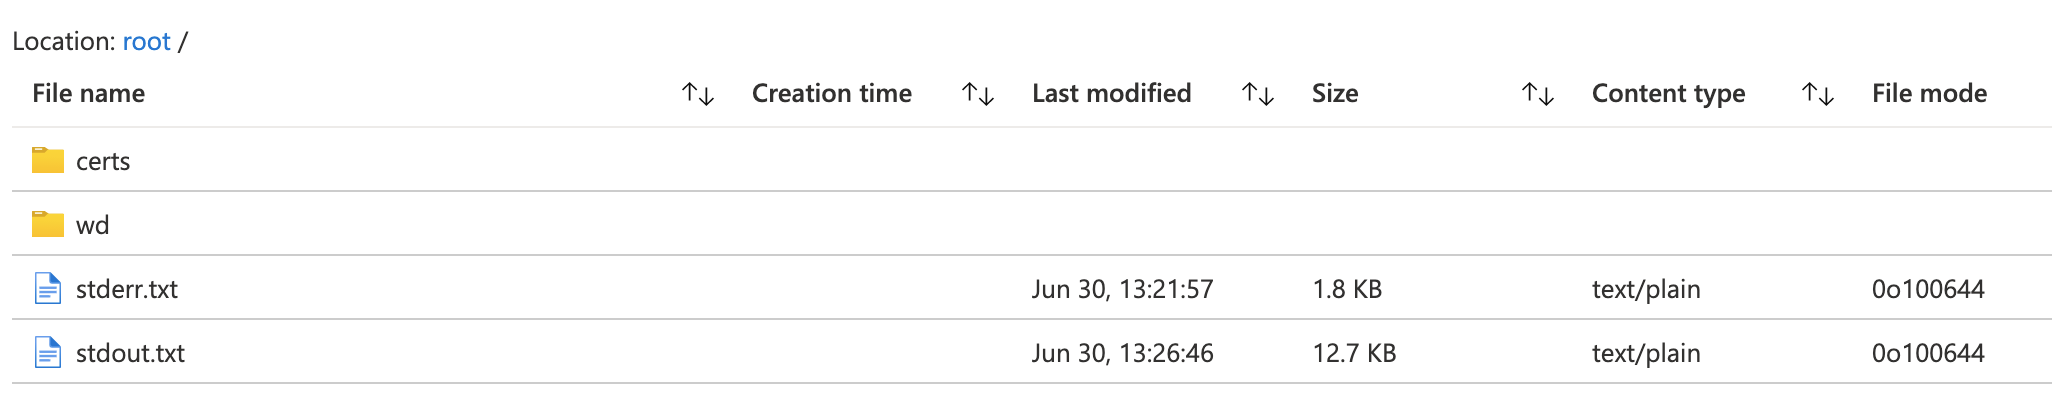 Location: root /
File name Creation time Last modified Size Content type File mode
certs
wd
stderr.txt Jun 30, 13:21:57 1.8 KB text/plain 0o100644
stdout.txt Jun 30, 13:26:46 12.7 KB text/plain 0o100644